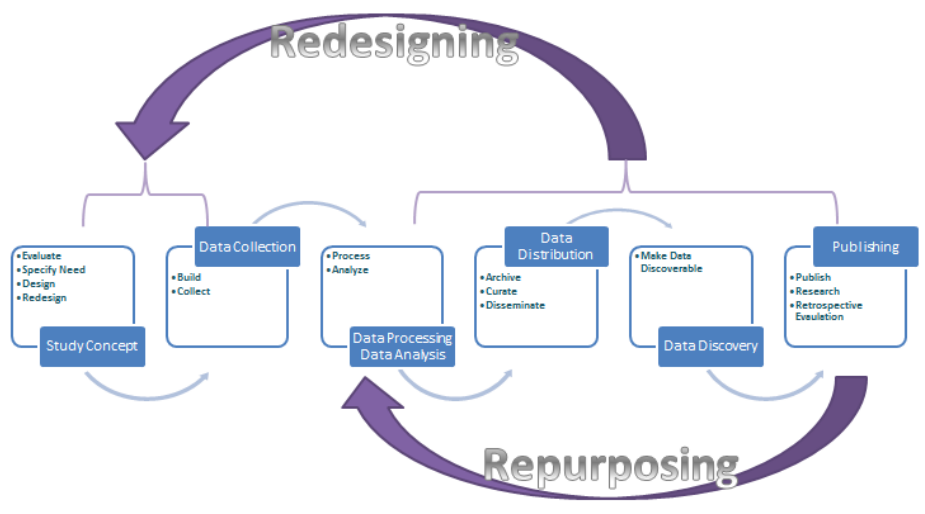 Redesigning
• Evaluate
• Specify Need
• Design
• Redesign
Study Concept
Data Collection
• Build
• Collect
• Process
• Analyze
Data Processing
Data Analysis
Data
Distribution
• Archive
• Curate
• Disseminate
• Make Data
Discoverable
Data Discovery
Publishing
• Publish
• Research
• Retrospective
Evaulation
Repurposing